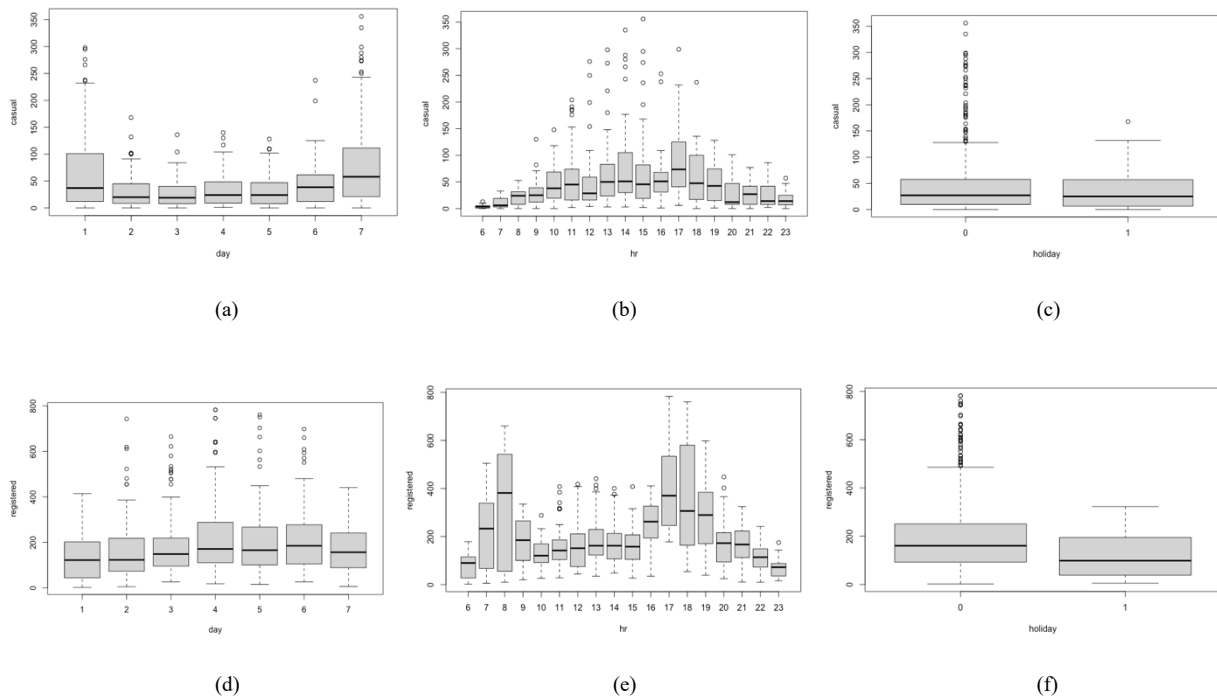 casual
0 50 100 150 200 250 300 350
1 2 3 4 5 6 7
day
(a)
casual
0 50 100 150 200 250 300 350
6 7 8 9 10 11 12 13 14 15 16 17 18 19 20 21 22 23
hr
(b)
casual
0 50 100 150 200 250 300 350
0 1
holiday
(c)
registered
0 200 400 600 800
1 2 3 4 5 6 7
day
(d)
registered
0 200 400 600 800
6 7 8 9 10 11 12 13 14 15 16 17 18 19 20 21 22 23
hr
(e)
registered
0 200 400 600 800
0 1
holiday
(f)